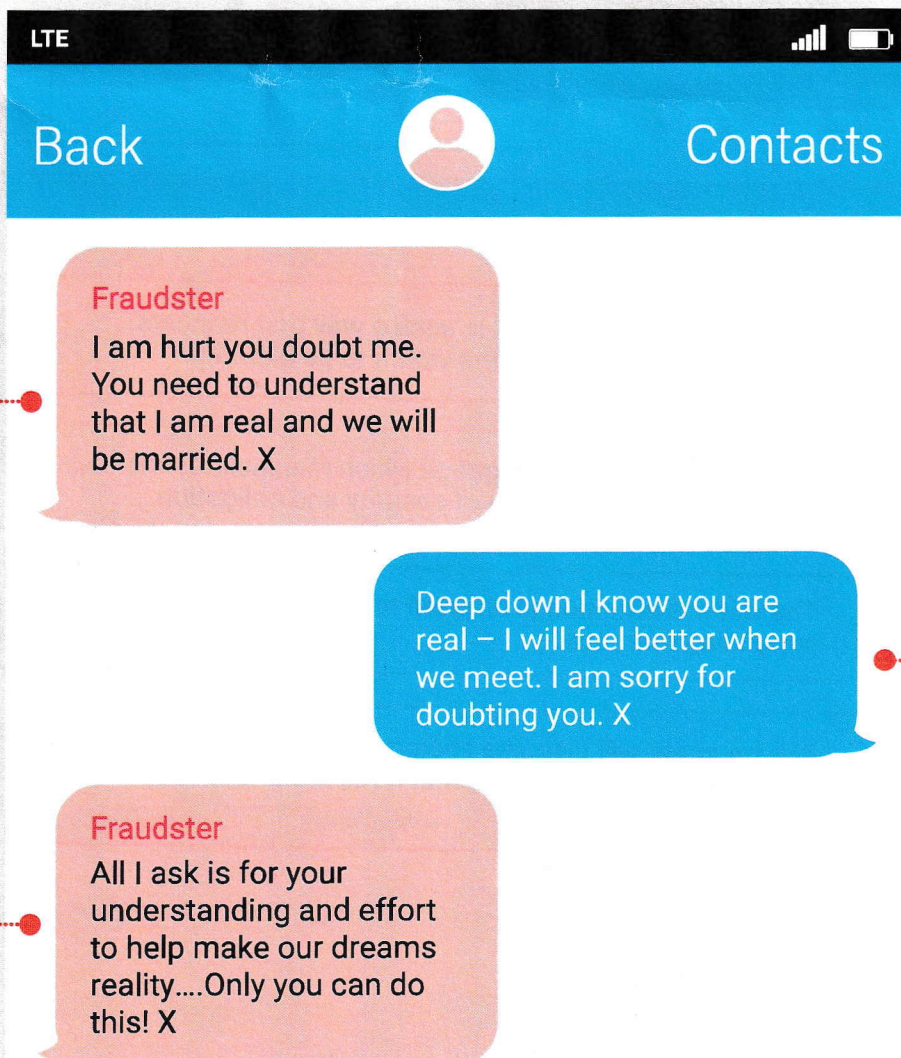 LTE
Back
Contacts
Fraudster
I am hurt you doubt me.
You need to understand
that I am real and we will
be married. X
Deep down I know you are
real – I will feel better when
we meet. I am sorry for
doubting you. X
Fraudster
All I ask is for your
understanding and effort
to help make our dreams
reality....Only you can do
this! X